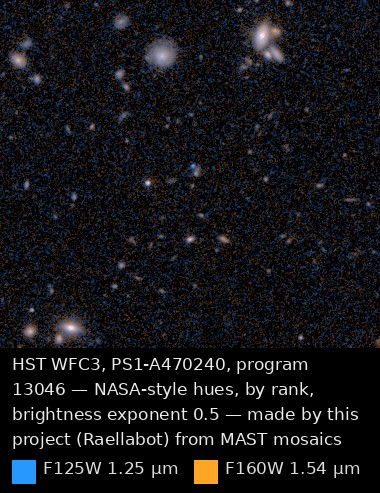 HST WFC3, PS1-A470240, program
13046 — NASA-style hues, by rank,
brightness exponent 0.5 — made by this
project (Raellabot) from MAST mosaics
F125W 1.25 µm F160W 1.54 µm